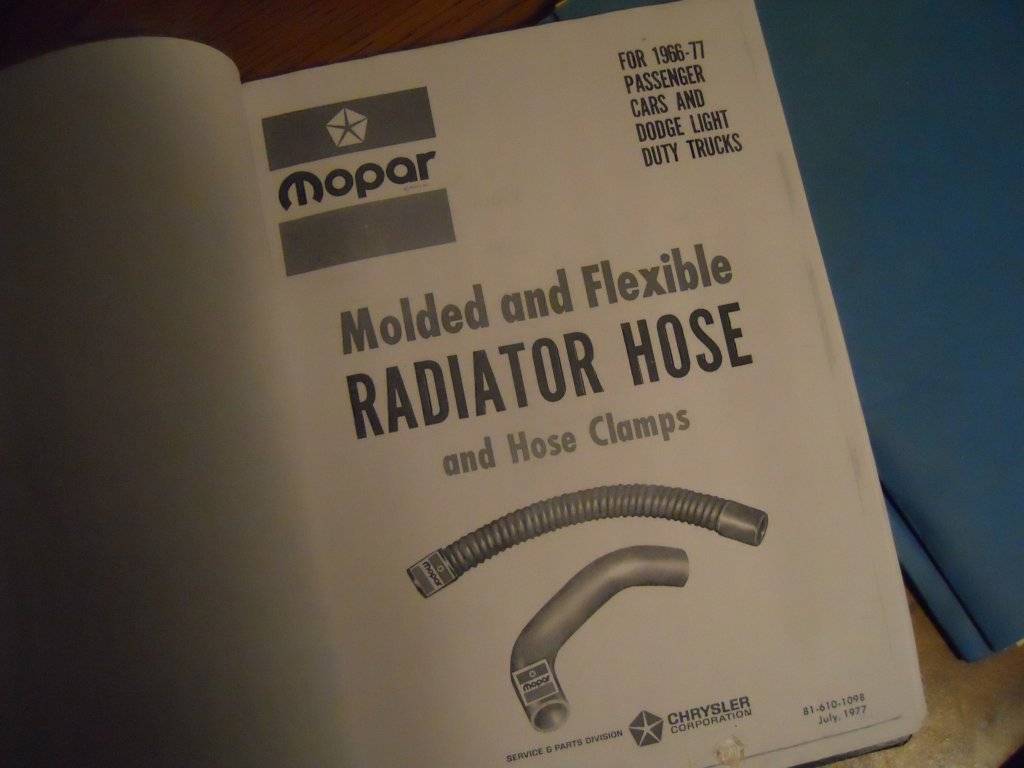 FOR 1966-77
PASSENGER
CARS AND
DODGE LIGHT
DUTY TRUCKS
mopar
Molded and Flexible
RADIATOR HOSE
and Hose Clamps
mopar
mopar
SERVICE & PARTS DIVISION
CHRYSLER
CORPORATION
81-610-1098
July, 1977